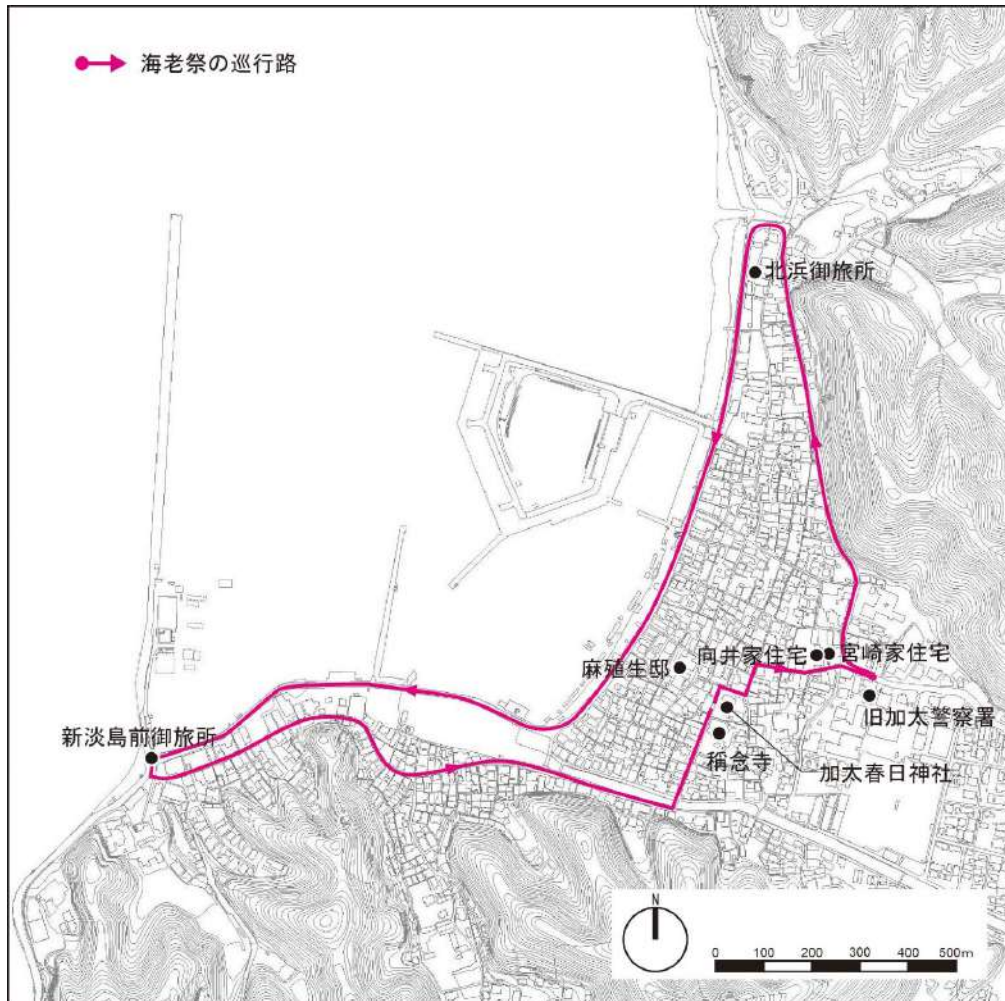 海老祭の巡行路
北浜御旅所
麻殖生邸
向井家住宅
宮崎家住宅
旧加太警察署
新淡島前御旅所
稱念寺
加太春日神社
N
0 100 200 300 400 500m